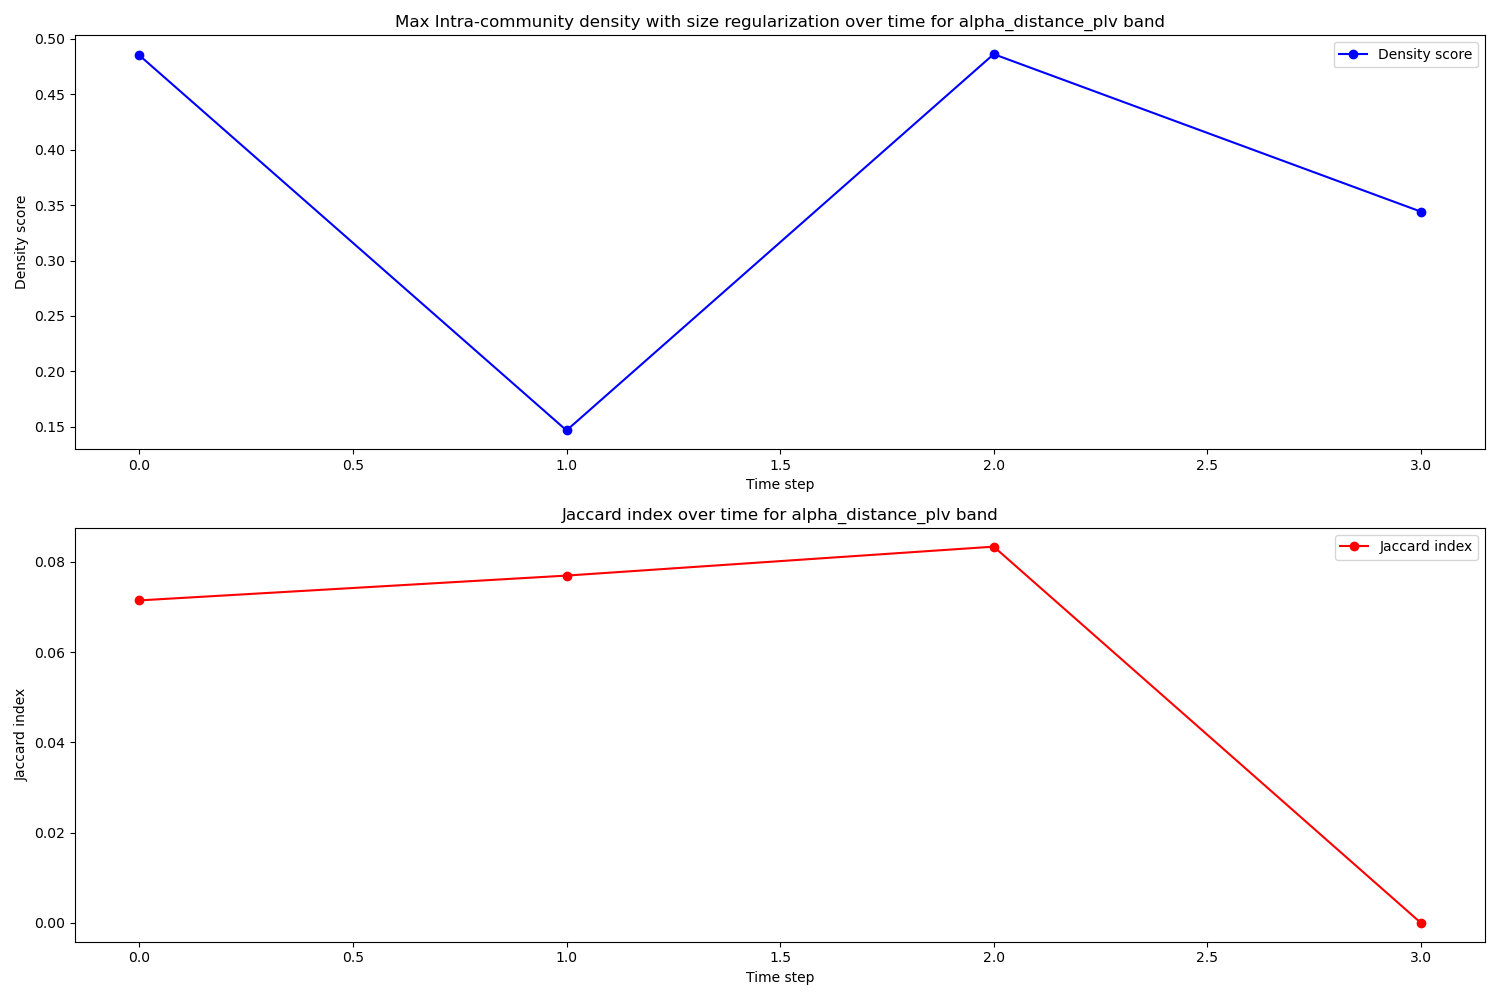 Max Intra-community density with size regularization over time for alpha_distance_plv band
0.50
0.45
0.40
0.35
0.30
0.25
0.20
0.15
Density score
Density score
0.0 0.5 1.0 1.5 2.0 2.5 3.0
Time step
Jaccard index over time for alpha_distance_plv band
0.08
0.06
0.04
0.02
0.00
Jaccard index
Jaccard index
0.0 0.5 1.0 1.5 2.0 2.5 3.0
Time step